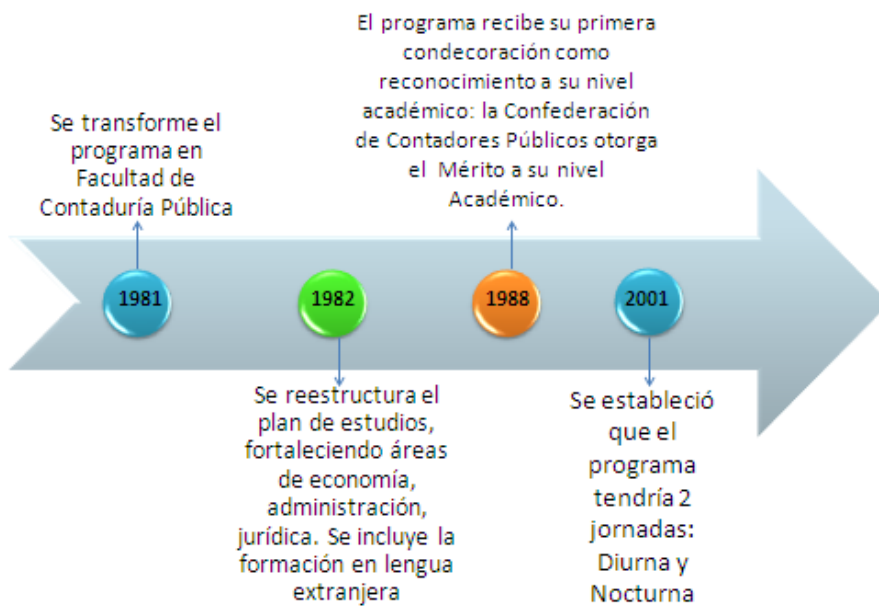 El programa recibe su primera
condecoración como
reconocimiento a su nivel
académico: la Confederación
de Contadores Públicos otorga
el Mérito a su nivel
Académico.
Se transforme el
programa en
Facultad de
Contaduría Pública
1981
1982
1988
2001
Se reestructura el
plan de estudios,
fortaleciendo áreas
de economía,
administración,
jurídica. Se incluye la
formación en lengua
extranjera
Se estableció
que el
programa
tendría 2
jornadas:
Diurna y
Nocturna